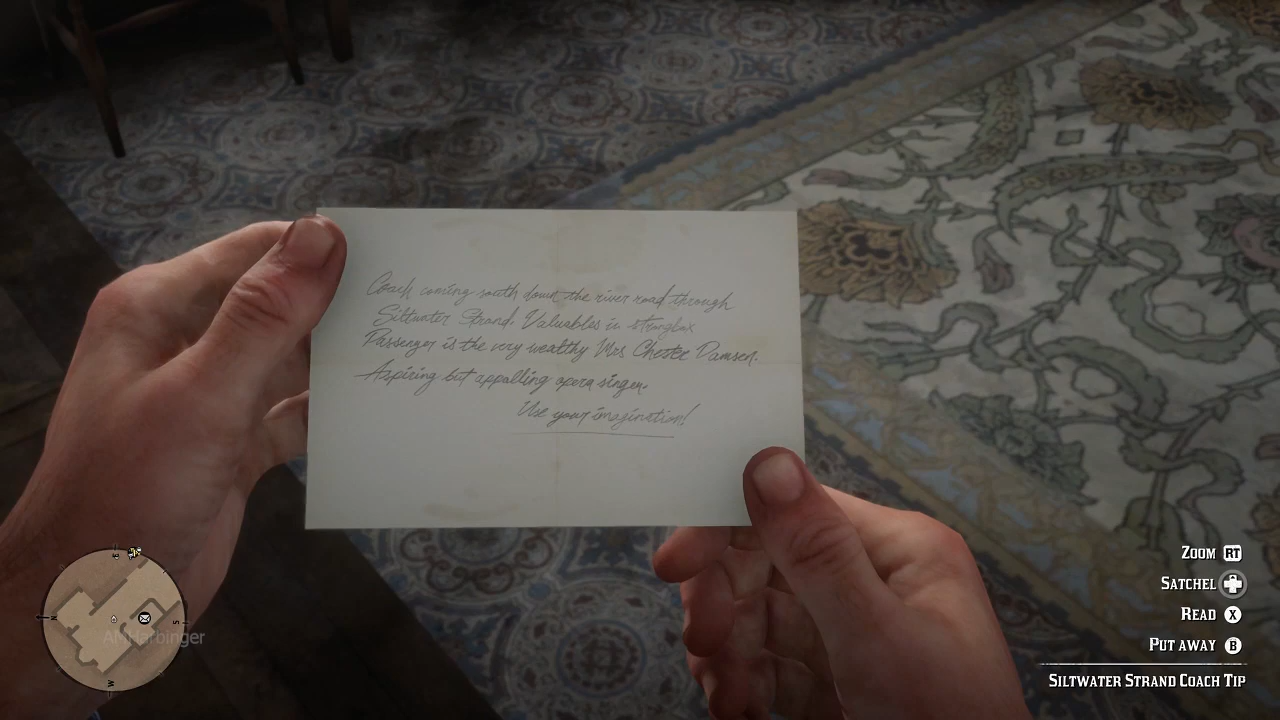 Coach coming south down the river road through
Siltwater Strand. Valuables in strongbox
Passenger is the very wealthy Mrs Chester Damsen.
Aspiring but appalling opera singer.
Use your imagination!
ZOOM RT
SATCHEL
READ X
PUT AWAY B
SILTWATER STRAND COACH TIP
E
N
S
W
AMHarbinger